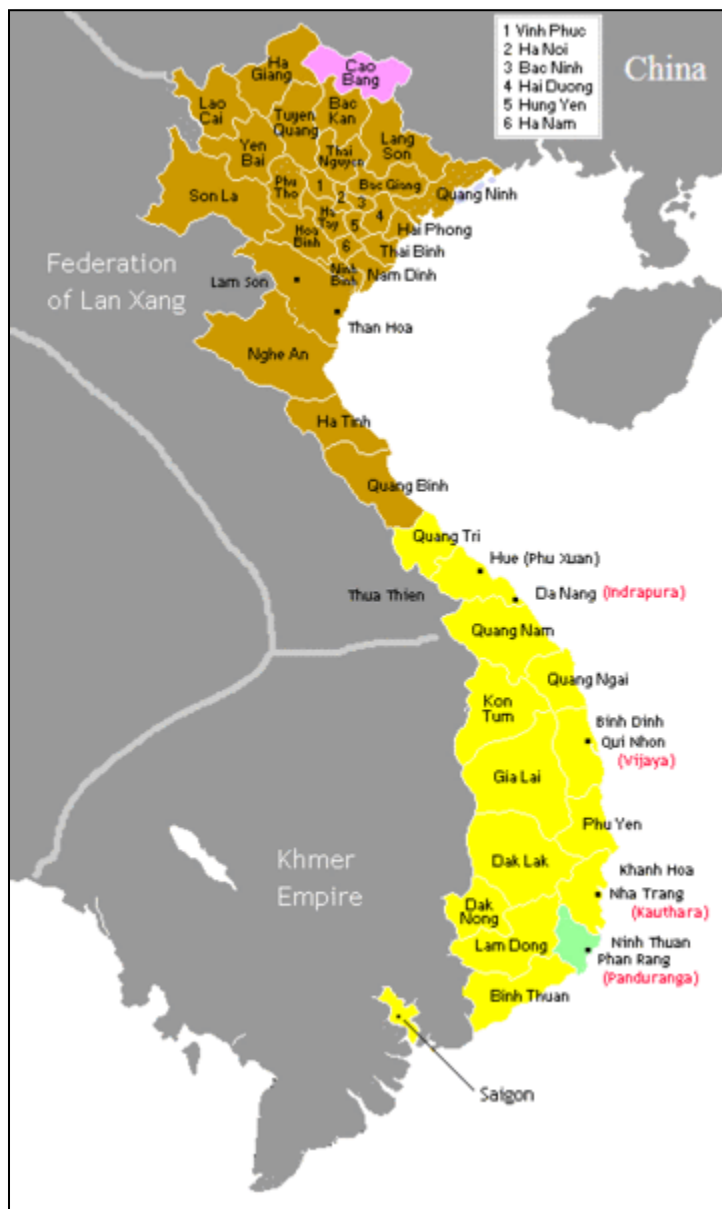 1 Vinh Phuc
2 Ha Noi
3 Bac Ninh
4 Hai Duong
5 Hung Yen
6 Ha Nam
China
Ha
Giang
Cao
Bang
Lao
Cai
Tuyen
Quang
Bac
Kan
Lang
Son
Yen
Bai
Thai
Nguyen
Son La
Phu
Tho
1
2
3
Bac Giang
Quang Ninh
Ha
Tay
4
5
6
Hoa
Binh
Hai Phong
Thai Binh
Ninh
Binh
Nam Dinh
Federation
of Lan Xang
Lam Son
Than Hoa
Nghe An
Ha Tinh
Quang Binh
Quang Tri
Hue (Phu Xuan)
Thua Thien
Da Nang (Indrapura)
Quang Nam
Quang Ngai
Kon
Tum
Binh Dinh
Qui Nhon
(Vijaya)
Gia Lai
Phu Yen
Dak Lak
Khanh Hoa
Nha Trang
(Kauthara)
Khmer
Empire
Dak
Nong
Lam Dong
Ninh Thuan
Phan Rang
(Panduranga)
Binh Thuan
Saigon